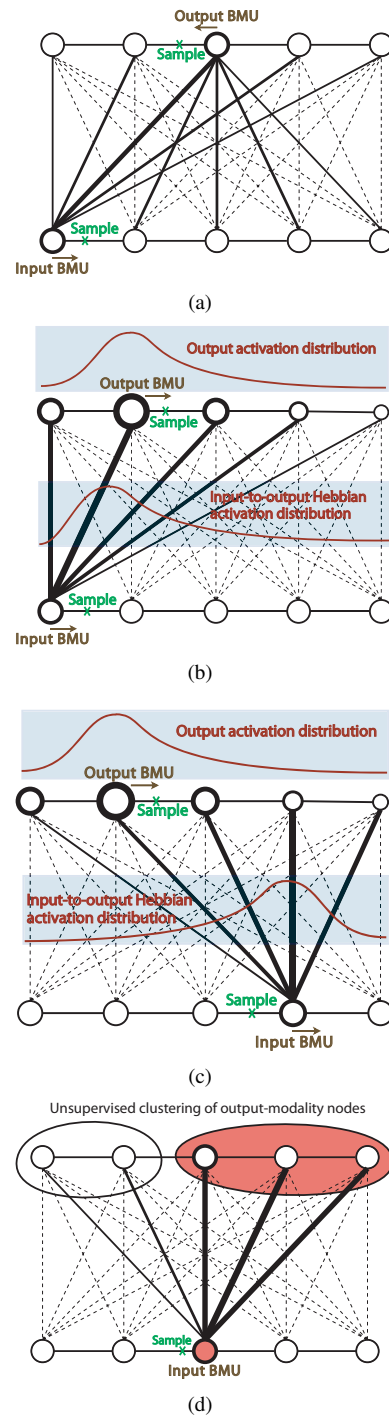 Output BMU
Sample
Sample
Input BMU
(a)
Output activation distribution
Output BMU
Sample
Input-to-output Hebbian
activation distribution
Sample
Input BMU
(b)
Output activation distribution
Output BMU
Sample
Input-to-output Hebbian
activation distribution
Sample
Input BMU
(c)
Unsupervised clustering of output-modality nodes
Sample
Input BMU
(d)